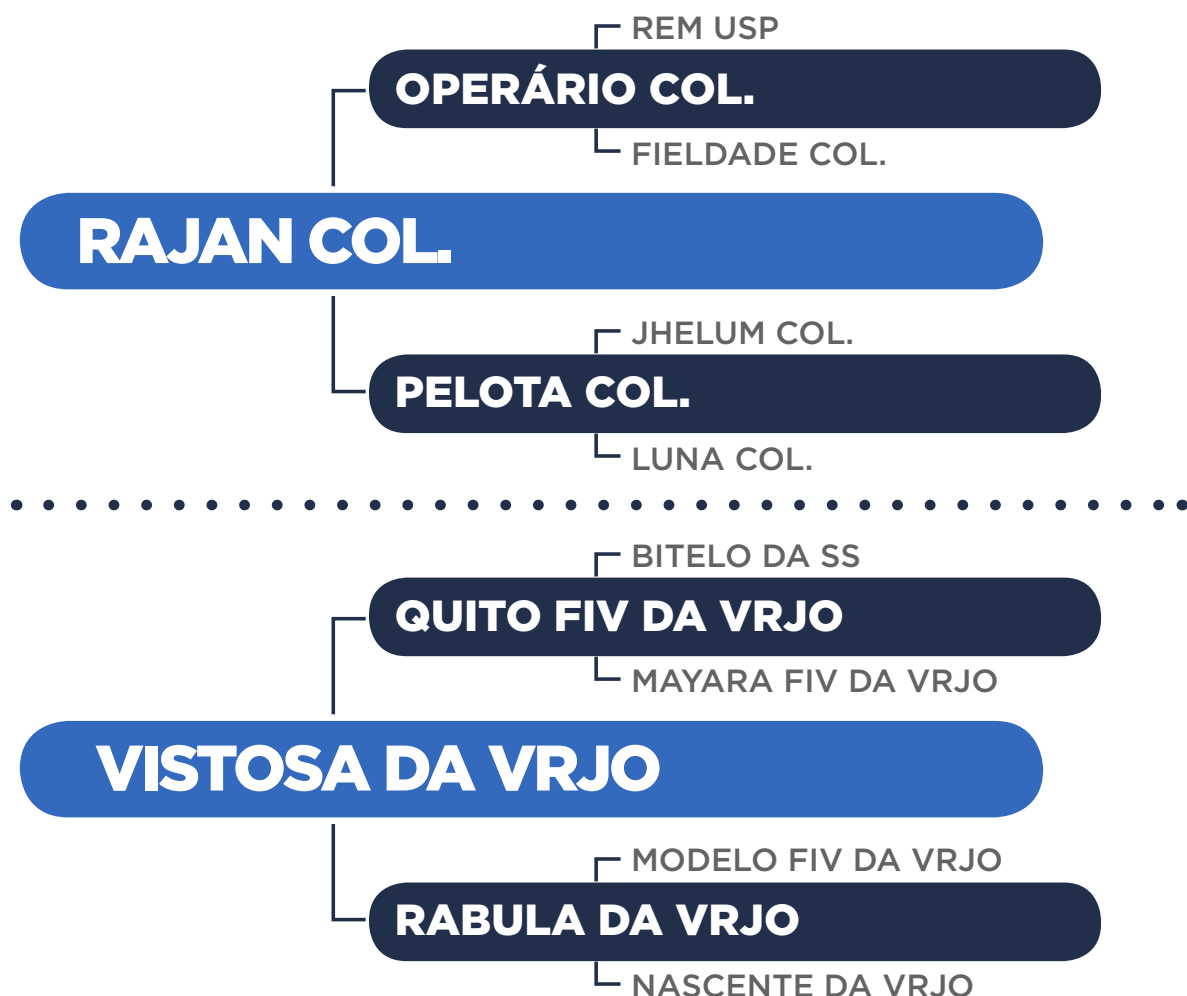 REM USP
OPERÁRIO COL.
FIELDADE COL.
RAJAN COL.
JHELUM COL.
PELOTA COL.
LUNA COL.
BITELO DA SS
QUITO FIV DA VRJO
MAYARA FIV DA VRJO
VISTOSA DA VRJO
MODELO FIV DA VRJO
RABULA DA VRJO
NASCENTE DA VRJO